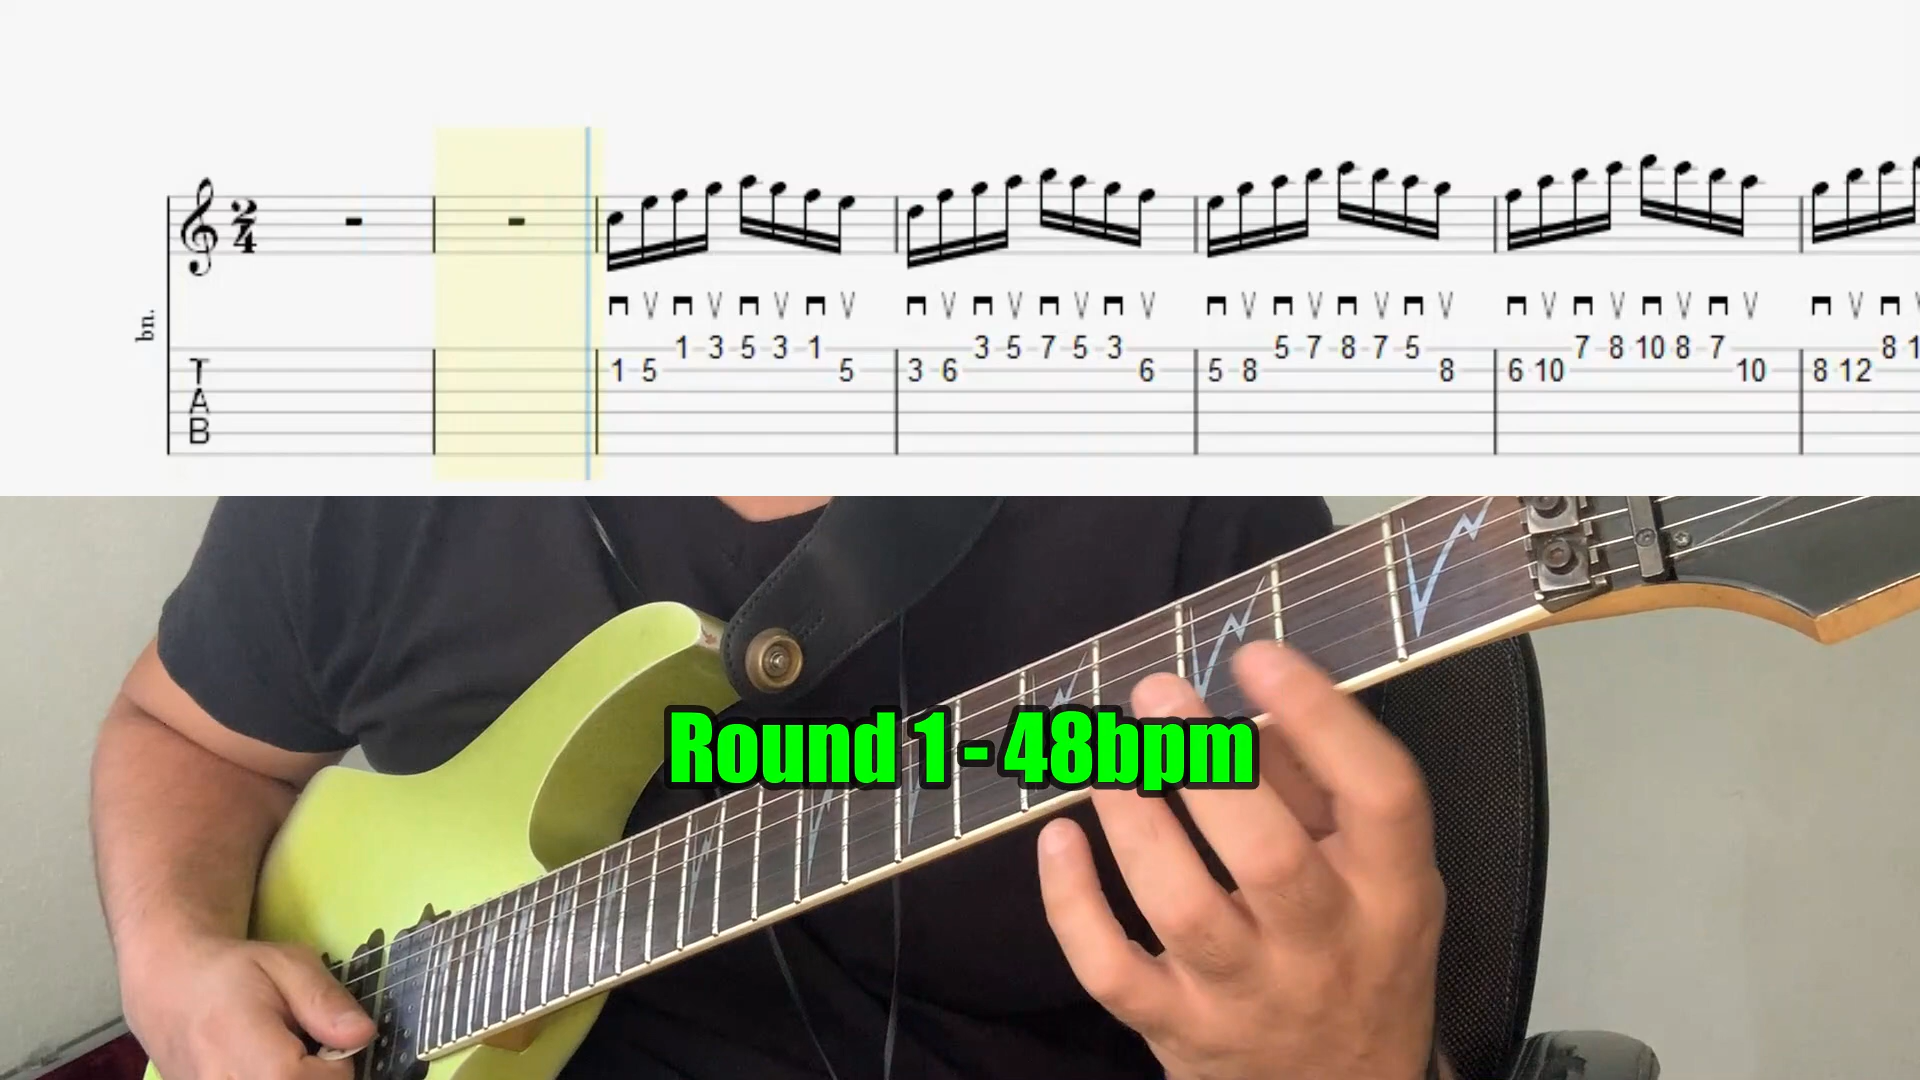 2
4
bn.
1 3 5 3 1 3 5 7 5 3 5 7 8 7 5 7 8 10 8 7 8 1
T 1 5 5 3 6 6 5 8 8 6 10 10 8 12
A
B
Round 1 - 48bpm